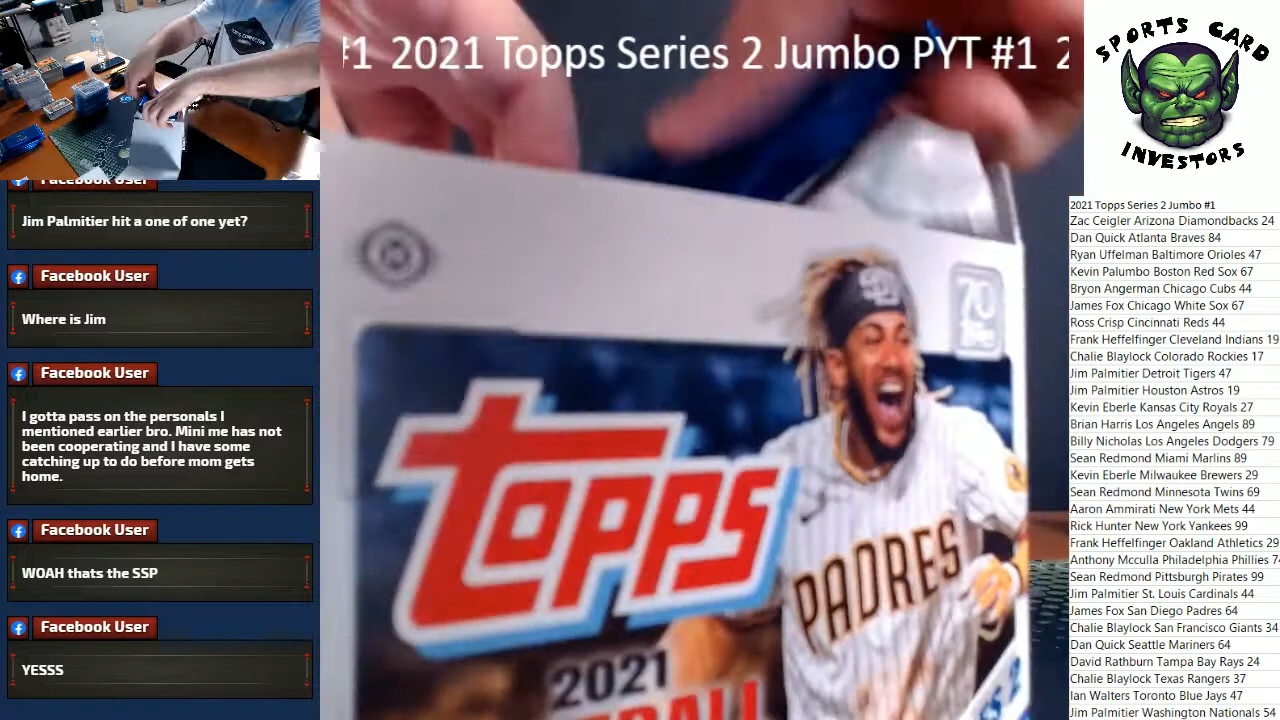 #1 2021 Topps Series 2 Jumbo PYT #1 2
SPORTS CARD
INVESTORS
Facebook User
Jim Palmitier hit a one of one yet?
Facebook User
Where is Jim
Facebook User
I gotta pass on the personals I
mentioned earlier bro. Mini me has not
been cooperating and I have some
catching up to do before mom gets
home.
Facebook User
WOAH thats the SSP
Facebook User
YESSS
70
SD
topps
PADRES
2021
2021 Topps Series 2 Jumbo #1
Zac Ceigler Arizona Diamondbacks 24
Dan Quick Atlanta Braves 84
Ryan Uffelman Baltimore Orioles 47
Kevin Palumbo Boston Red Sox 67
Bryon Angerman Chicago Cubs 44
James Fox Chicago White Sox 67
Ross Crisp Cincinnati Reds 44
Frank Heffelfinger Cleveland Indians 19
Chalie Blaylock Colorado Rockies 17
Jim Palmitier Detroit Tigers 47
Jim Palmitier Houston Astros 19
Kevin Eberle Kansas City Royals 27
Brian Harris Los Angeles Angels 89
Billy Nicholas Los Angeles Dodgers 79
Sean Redmond Miami Marlins 89
Kevin Eberle Milwaukee Brewers 29
Sean Redmond Minnesota Twins 69
Aaron Ammirati New York Mets 44
Rick Hunter New York Yankees 99
Frank Heffelfinger Oakland Athletics 29
Anthony Mcculla Philadelphia Phillies 74
Sean Redmond Pittsburgh Pirates 99
Jim Palmitier St. Louis Cardinals 44
James Fox San Diego Padres 64
Chalie Blaylock San Francisco Giants 34
Dan Quick Seattle Mariners 64
David Rathburn Tampa Bay Rays 24
Chalie Blaylock Texas Rangers 37
Ian Walters Toronto Blue Jays 47
Jim Palmitier Washington Nationals 54